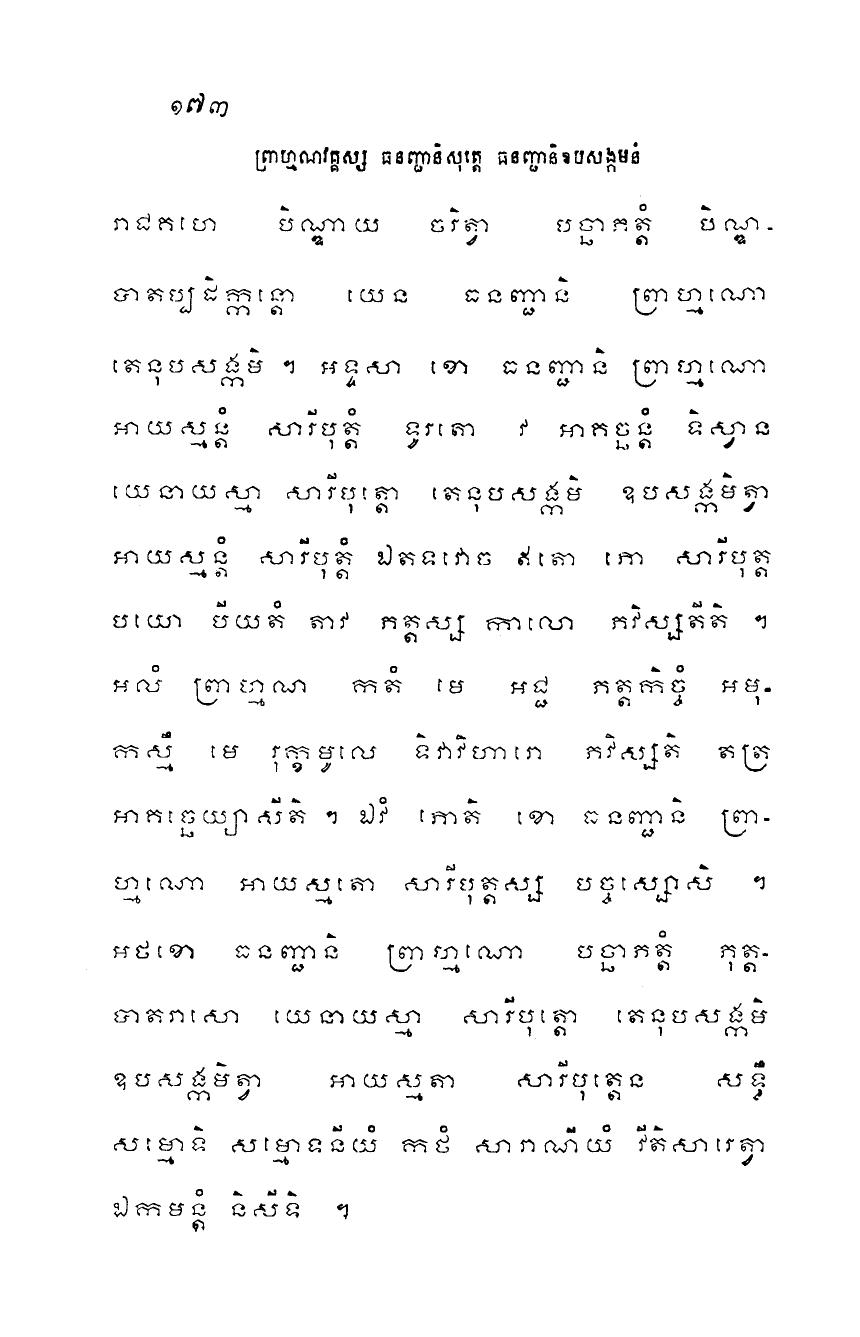 ១៧៣
ព្រាហ្មណវគ្គស្ស ធនញ្ជានិសុត្តេ ធនញ្ជានិឧបសង្កមនំ
រាជគហេ បិណ្ឌាយ ចរិត្វា បច្ឆាភត្តំ បិណ្ឌ-
បាតប្បដិក្កន្តោ យេន ធនញ្ជានិ ព្រាហ្មណោ
តេនុបសង្កមិ ។ អទ្ទសា ខោ ធនញ្ជានិ ព្រាហ្មណោ
អាយស្មន្តំ សារីបុត្តំ ទូរតោ វ អាគច្ឆន្តំ ទិស្វាន
យេនាយស្មា សារីបុត្តោ តេនុបសង្កមិ ឧបសង្កមិត្វា
អាយស្មន្តំ សារីបុត្តំ ឯតទវោច ឥតោ ភោ សារីបុត្ត
បយោ បីយតំ តាវ ភត្តស្ស កាលោ ភវិស្សតីតិ ។
អលំ ព្រាហ្មណ កតំ មេ អជ្ជ ភត្តកិច្ចំ អមុ-
កស្មឹ មេ រុក្ខមូលេ ទិវាវិហារោ ភវិស្សតិ តត្រ
អាគច្ឆេយ្យាសីតិ ។ ឯវំ ភោតិ ខោ ធនញ្ជានិ ព្រា-
ហ្មណោ អាយស្មតោ សារីបុត្តស្ស បច្ចស្សោសិ ។
អថខោ ធនញ្ជានិ ព្រាហ្មណោ បច្ឆាភត្តំ ភុត្ត-
បាតរាសោ យេនាយស្មា សារីបុត្តោ តេនុបសង្កមិ
ឧបសង្កមិត្វា អាយស្មតា សារីបុត្តេន សទ្ធឹ
សម្មោទិ សម្មោទនីយំ កថំ សារាណីយំ វីតិសារេត្វា
ឯកមន្តំ និសីទិ ។